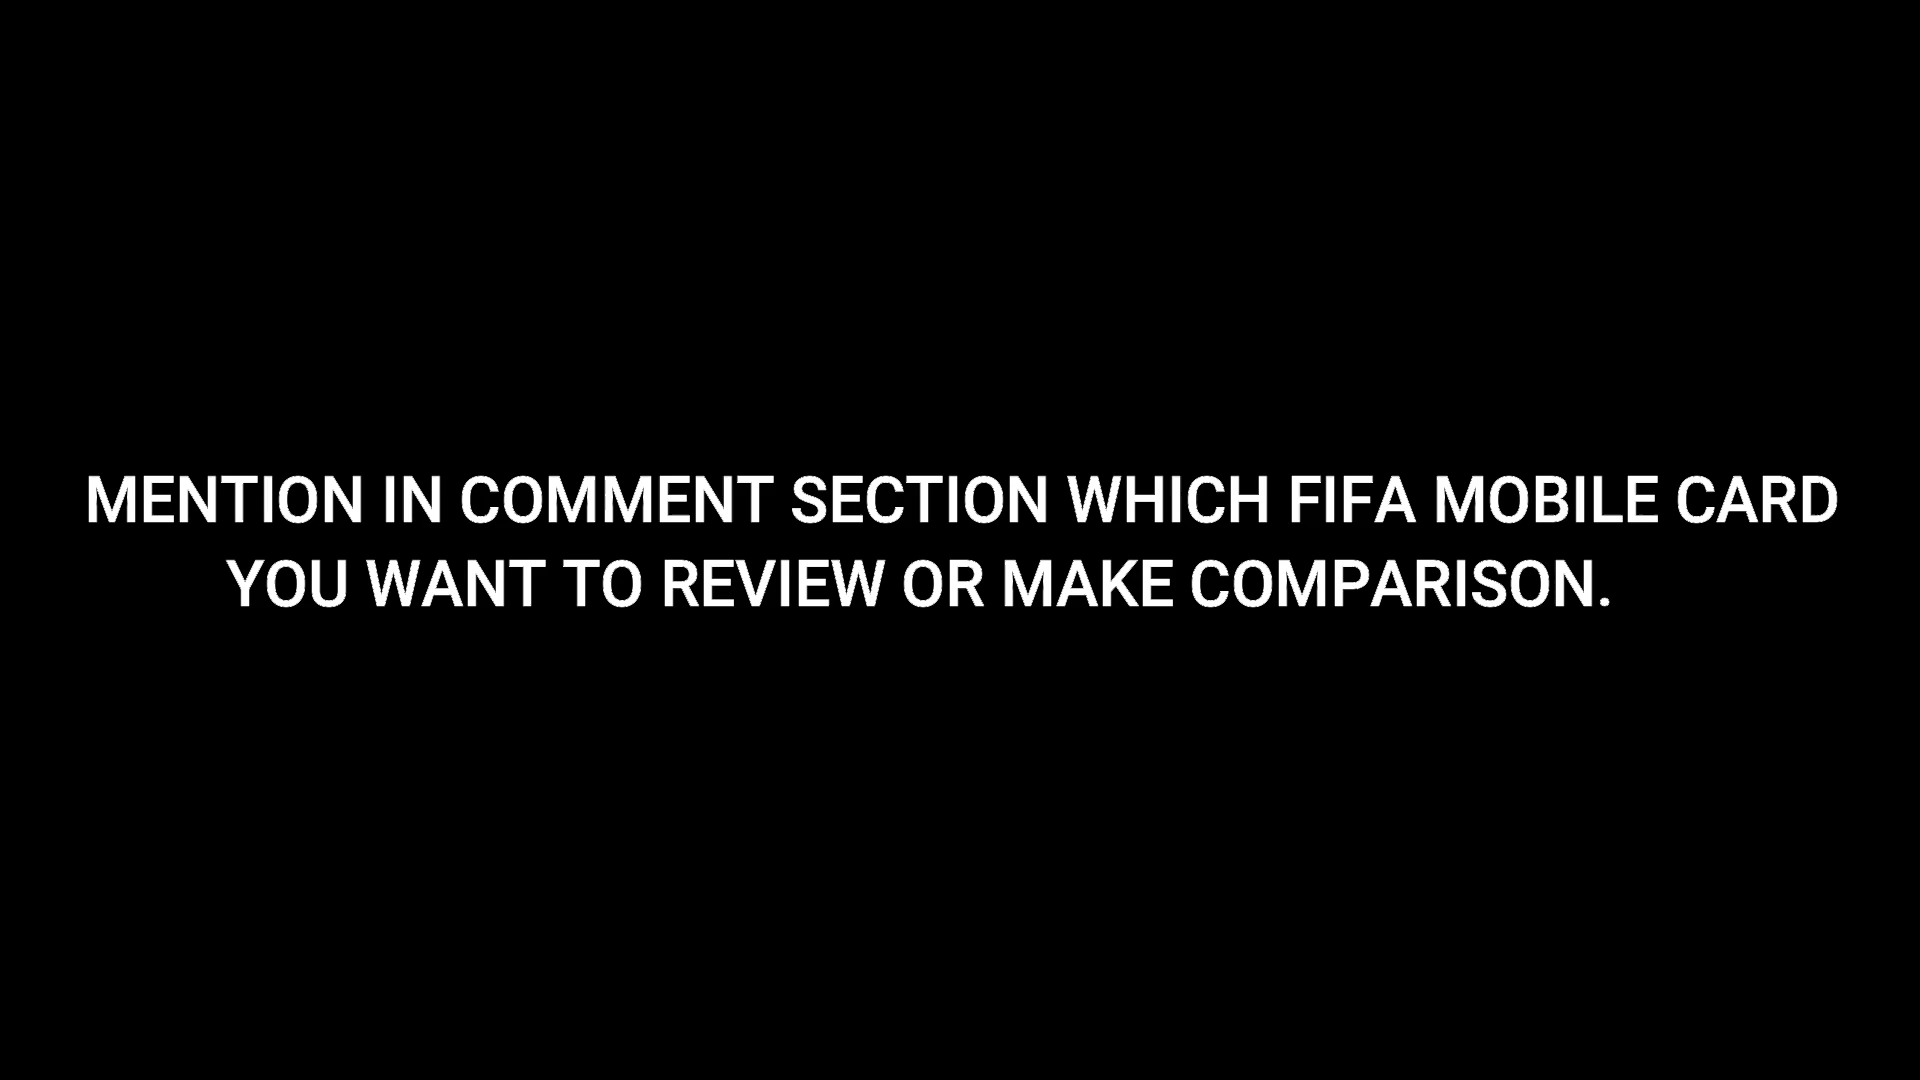 MENTION IN COMMENT SECTION WHICH FIFA MOBILE CARD
YOU WANT TO REVIEW OR MAKE COMPARISON.